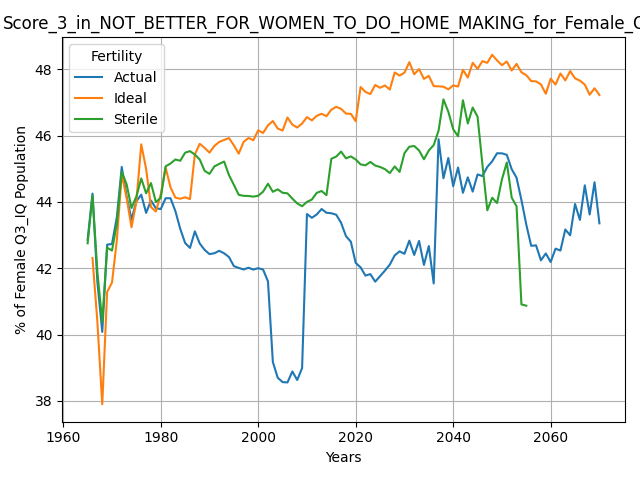 Score_3_in_NOT_BETTER_FOR_WOMEN_TO_DO_HOME_MAKING_for_Female_
Fertility
Actual
Ideal
Sterile
% of Female Q3_IQ Population
48
46
44
42
40
38
1960
1980
2000
2020
2040
2060
Years